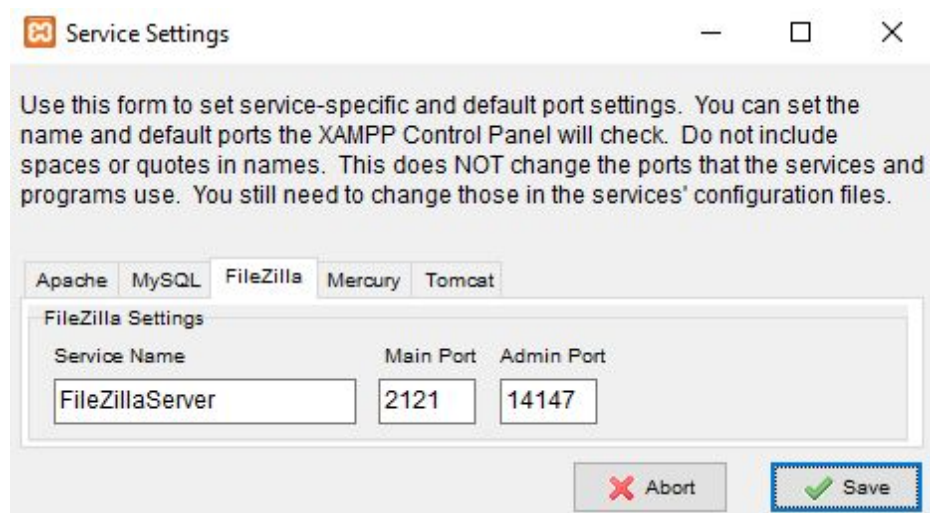 Service Settings
Use this form to set service-specific and default port settings. You can set the
name and default ports the XAMPP Control Panel will check. Do not include
spaces or quotes in names. This does NOT change the ports that the services and
programs use. You still need to change those in the services' configuration files.
Apache MySQL FileZilla Mercury Tomcat
FileZilla Settings
Service Name Main Port Admin Port
FileZillaServer 2121 14147
Abort Save